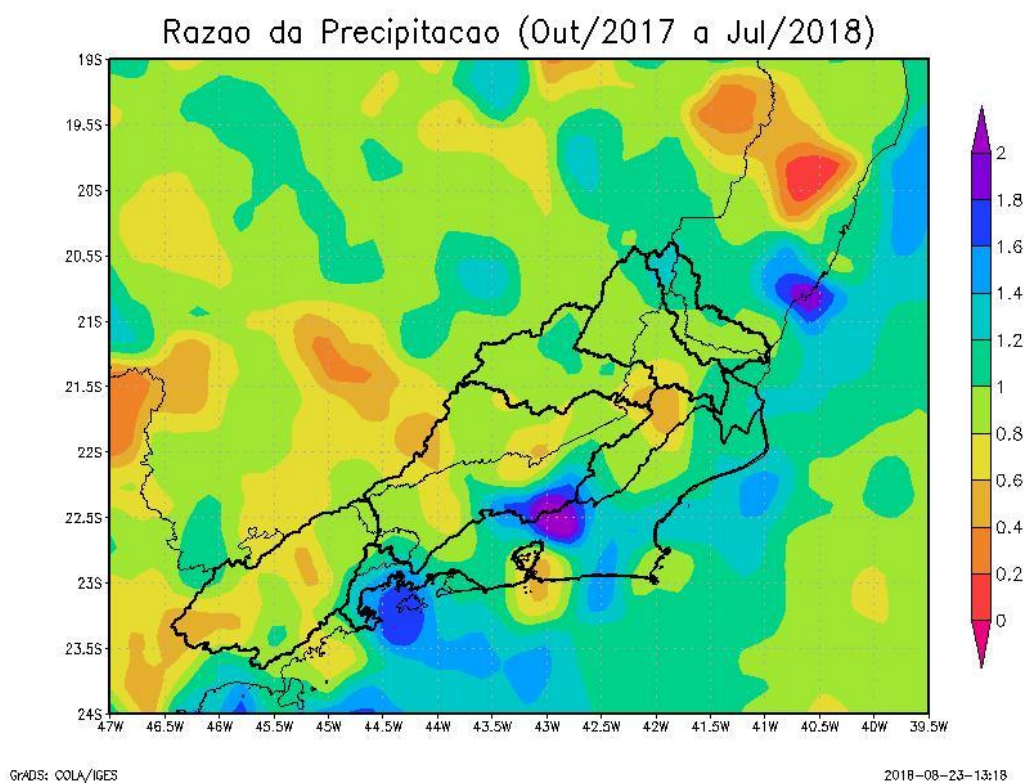 Razao da Precipitacao (Out/2017 a Jul/2018)
19S
19.5S
20S
20.5S
21S
21.5S
22S
22.5S
23S
23.5S
24S
47W 46.5W 46W 45.5W 45W 44.5W 44W 43.5W 43W 42.5W 42W 41.5W 41W 40.5W 40W 39.5W
2
1.8
1.6
1.4
1.2
1
0.8
0.6
0.4
0.2
0
GrADS: COLA/IGES 2018-08-23-13:18